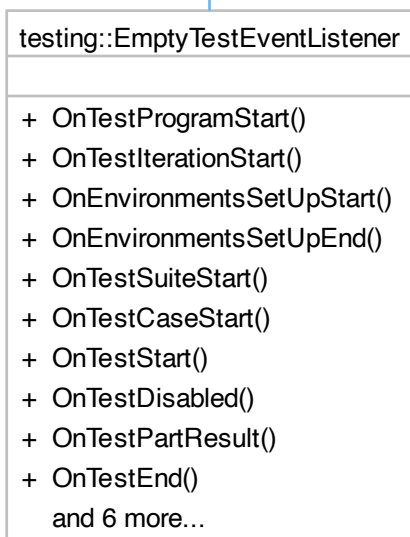 testing::EmptyTestEventListener
+ OnTestProgramStart()
+ OnTestIterationStart()
+ OnEnvironmentsSetUpStart()
+ OnEnvironmentsSetUpEnd()
+ OnTestSuiteStart()
+ OnTestCaseStart()
+ OnTestStart()
+ OnTestDisabled()
+ OnTestPartResult()
+ OnTestEnd()
and 6 more...